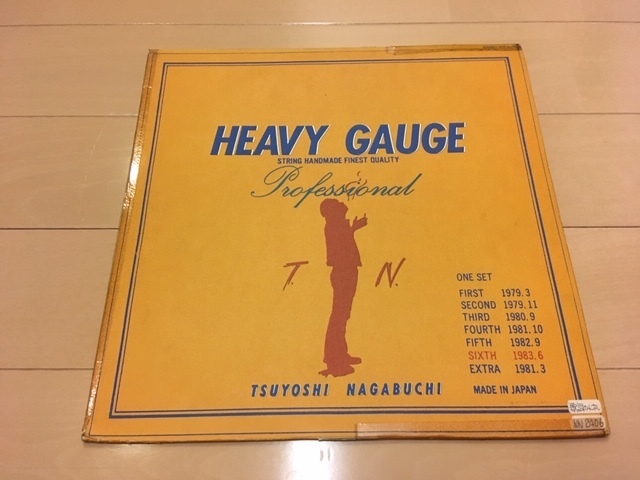 HEAVY GAUGE
STRING HANDMADE FINEST QUALITY
Professional
T. N.
ONE SET
FIRST 1979.3
SECOND 1979.11
THIRD 1980.9
FOURTH 1981.10
FIFTH 1982.9
SIXTH 1983.6
EXTRA 1981.3
TSUYOSHI NAGABUCHI
MADE IN JAPAN